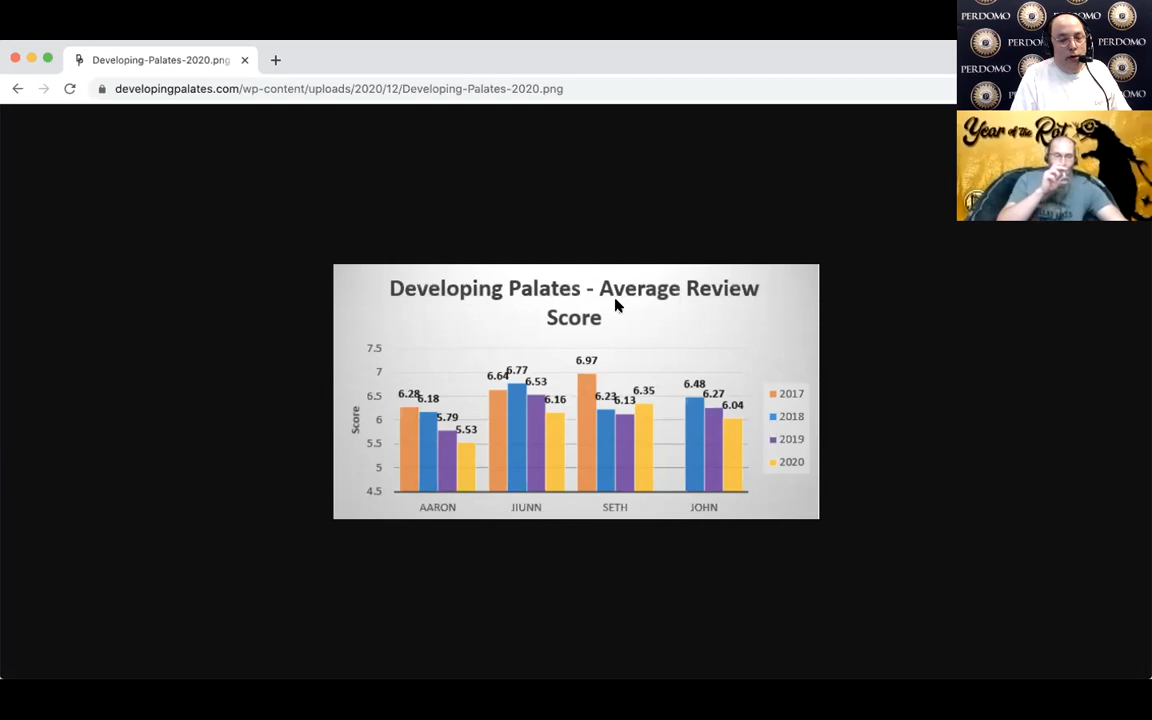 Developing-Palates-2020.png
developingpalates.com/wp-content/uploads/2020/12/Developing-Palates-2020.png
PERDOMO
PERDOMO
PERDOMO
PERDOMO
PERDOMO
Year of the Rat
Developing Palates - Average Review
Score
7.5
7
6.5
6
5.5
5
4.5
Score
6.28
6.18
5.79
5.53
6.64
6.77
6.53
6.16
6.97
6.23
6.13
6.35
6.48
6.27
6.04
AARON
JIUNN
SETH
JOHN
2017
2018
2019
2020